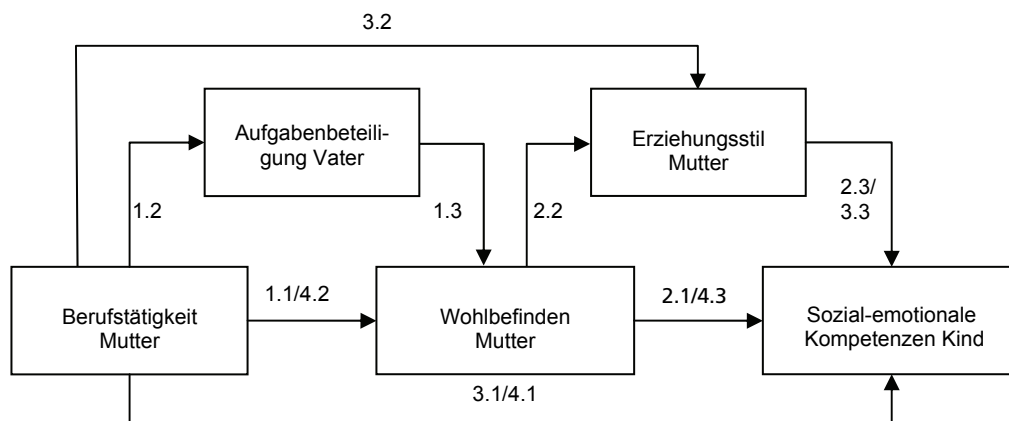 3.2
Aufgabenbeteili-
gung Vater
Erziehungsstil
Mutter
1.2
1.3
2.2
2.3/
3.3
Berufstätigkeit
Mutter
1.1/4.2
Wohlbefinden
Mutter
2.1/4.3
Sozial-emotionale
Kompetenzen Kind
3.1/4.1